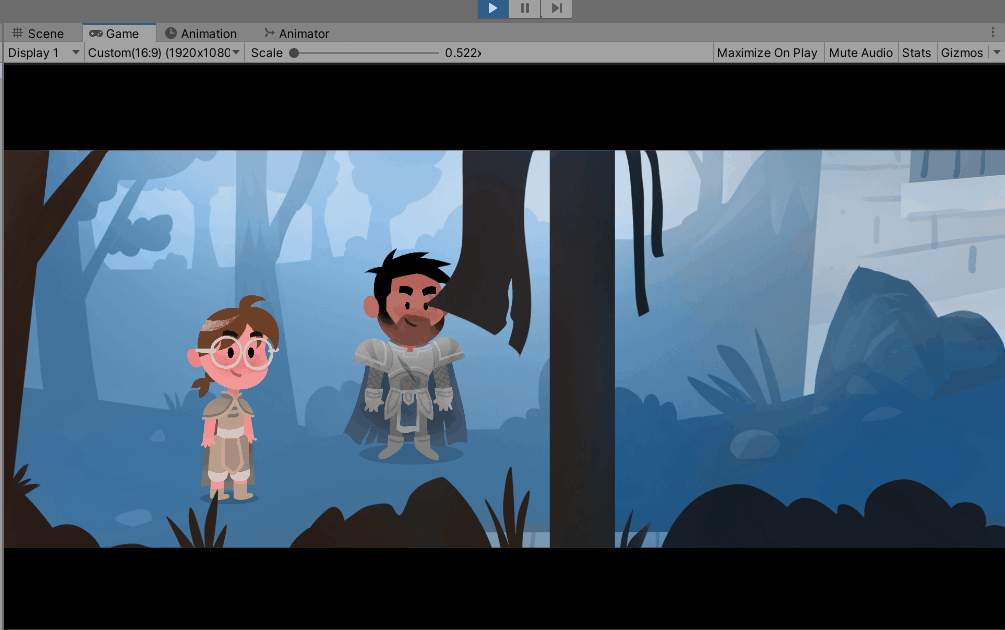 Scene Game Animation Animator
Display 1 Custom(16:9) (1920x1080 Scale 0.522x Maximize On Play Mute Audio Stats Gizmos